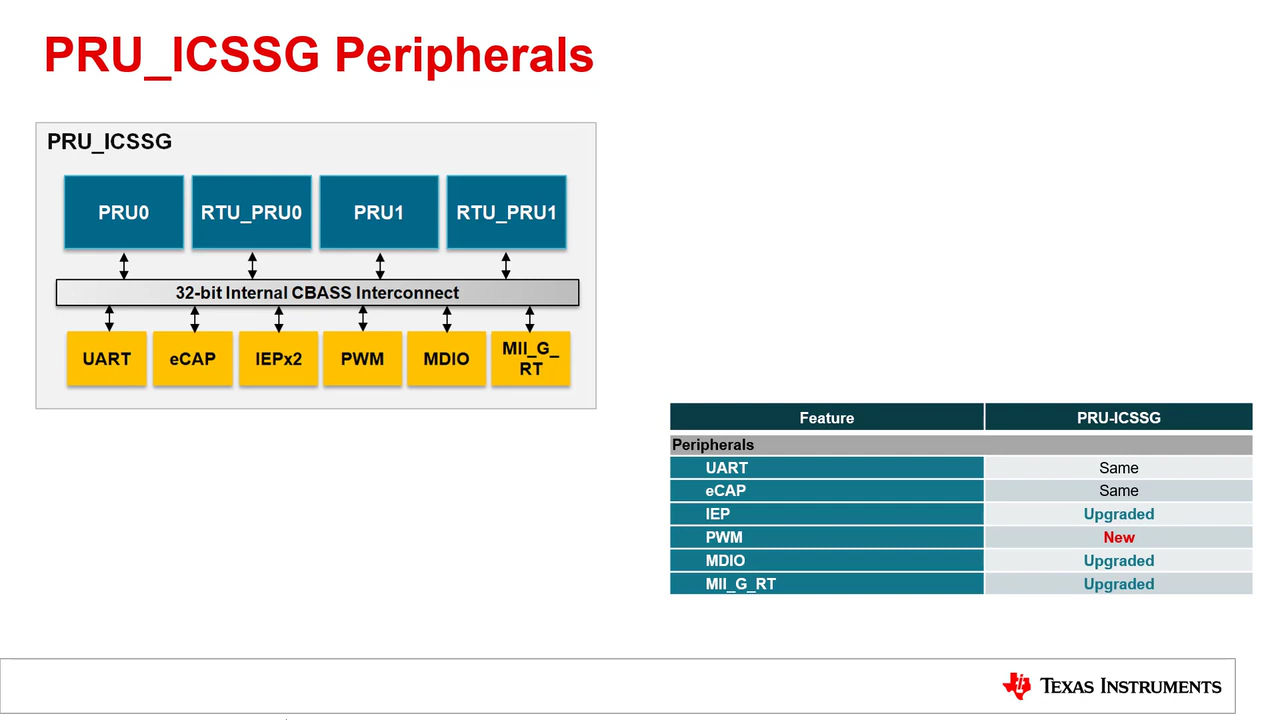 PRU_ICSSG Peripherals
PRU_ICSSG
PRU0
RTU_PRU0
PRU1
RTU_PRU1
32-bit Internal CBASS Interconnect
UART
eCAP
IEPx2
PWM
MDIO
MII_G_
RT
Feature PRU-ICSSG
Peripherals
UART Same
eCAP Same
IEP Upgraded
PWM New
MDIO Upgraded
MII_G_RT Upgraded
TEXAS INSTRUMENTS